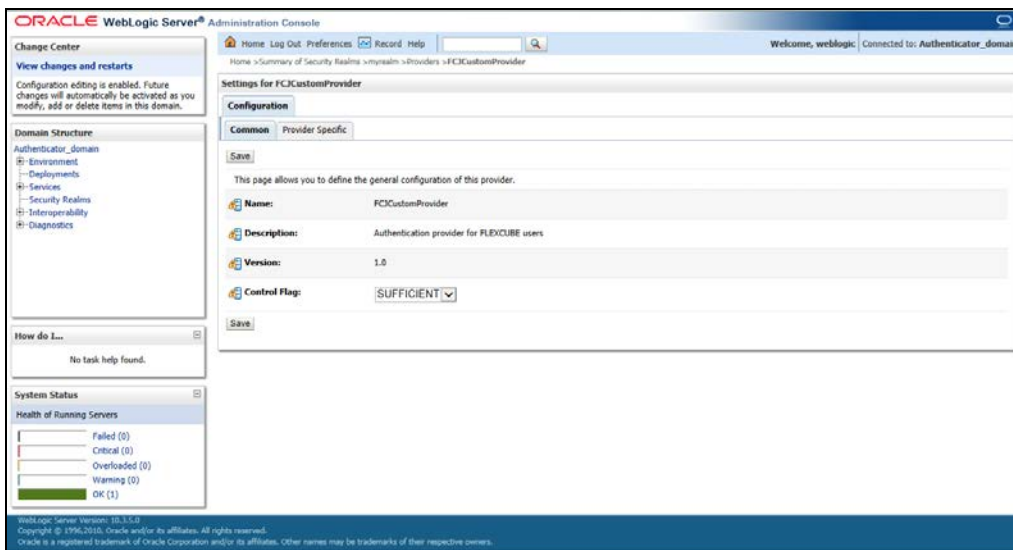 ORACLE WebLogic Server® Administration Console
Change Center
View changes and restarts
Configuration editing is enabled. Future
changes will automatically be activated as you
modify, add or delete items in this domain.
Domain Structure
Authenticator_domain
Environment
Deployments
Services
Security Realms
Interoperability
Diagnostics
How do I...
No task help found.
System Status
Health of Running Servers
Failed (0)
Critical (0)
Overloaded (0)
Warning (0)
OK (1)
Home Log Out Preferences Record Help
Welcome, weblogic Connected to: Authenticator_domai
Home >Summary of Security Realms >myrealm >Providers >FCJCustomProvider
Settings for FCJCustomProvider
Configuration
Common Provider Specific
Save
This page allows you to define the general configuration of this provider.
Name: FCJCustomProvider
Description: Authentication provider for FLEXCUBE users
Version: 1.0
Control Flag: SUFFICIENT
Save
WebLogic Server Version: 10.3.5.0
Copyright © 1996,2010, Oracle and/or its affiliates. All rights reserved.
Oracle is a registered trademark of Oracle Corporation and/or its affiliates. Other names may be trademarks of their respective owners.